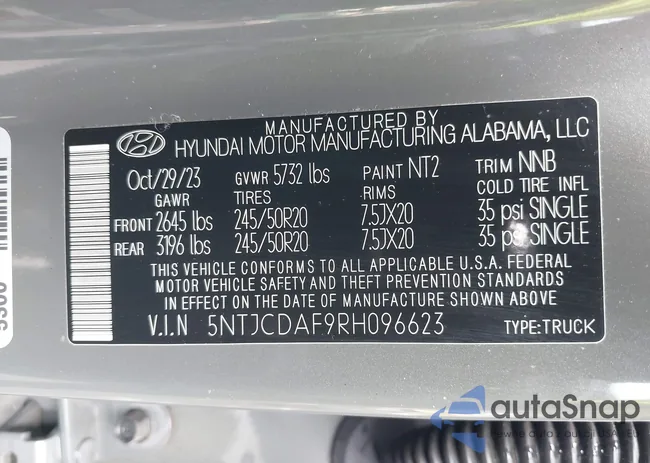 MANUFACTURED BY
HYUNDAI MOTOR MANUFACTURING ALABAMA, LLC
Oct/29/23 GVWR 5732 lbs PAINT NT2 TRIM NNB
GAWR TIRES RIMS COLD TIRE INFL
FRONT 2645 lbs 245/50R20 7.5JX20 35 psi SINGLE
REAR 3196 lbs 245/50R20 7.5JX20 35 psi SINGLE
THIS VEHICLE CONFORMS TO ALL APPLICABLE U.S.A. FEDERAL
MOTOR VEHICLE SAFETY AND THEFT PREVENTION STANDARDS
IN EFFECT ON THE DATE OF MANUFACTURE SHOWN ABOVE
V.I.N 5NTJCDAF9RH096623 TYPE:TRUCK
autoSnap